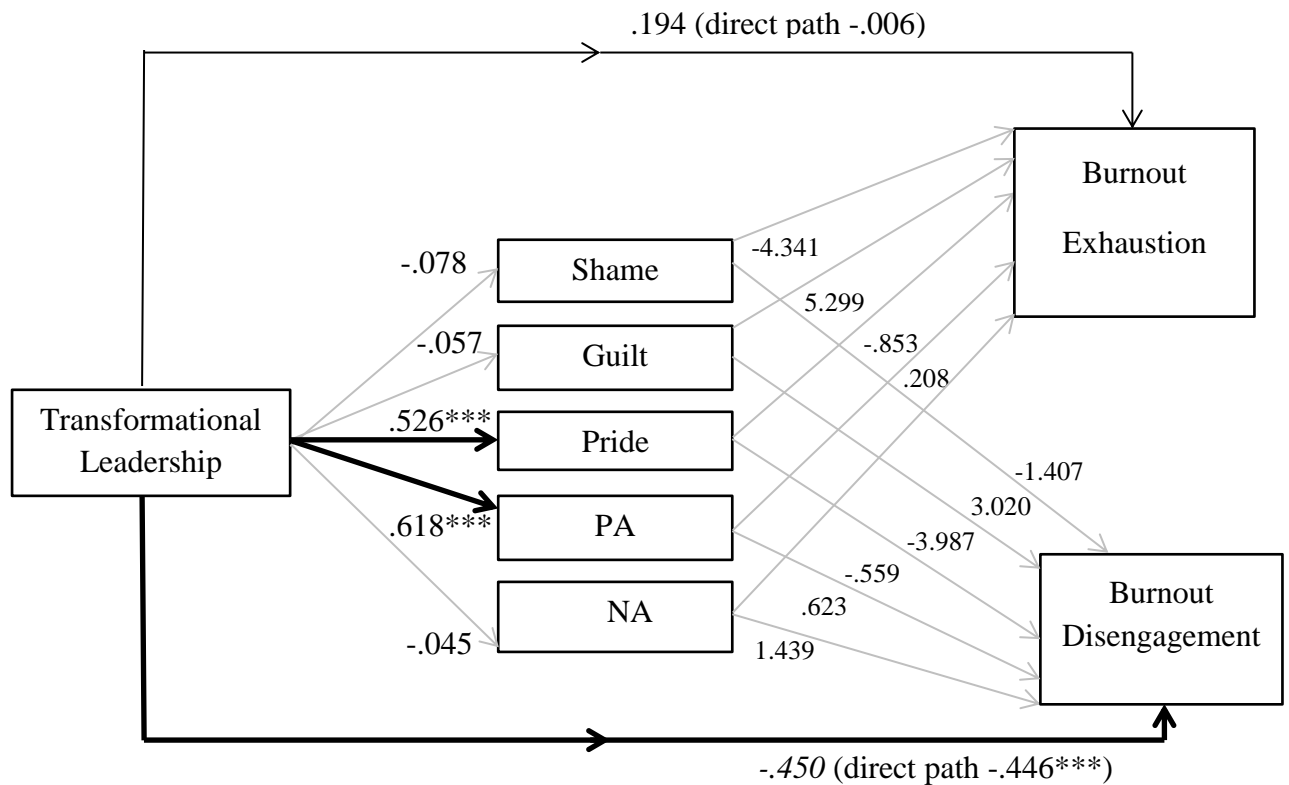 .194 (direct path -.006)
Burnout
Exhaustion
-4.341
-.078
Shame
5.299
-.057
Guilt
-.853
.208
Transformational
Leadership
.526***
Pride
-1.407
3.020
.618***
PA
-3.987
-.559
.623
NA
-.045
1.439
Burnout
Disengagement
-.450 (direct path -.446***)